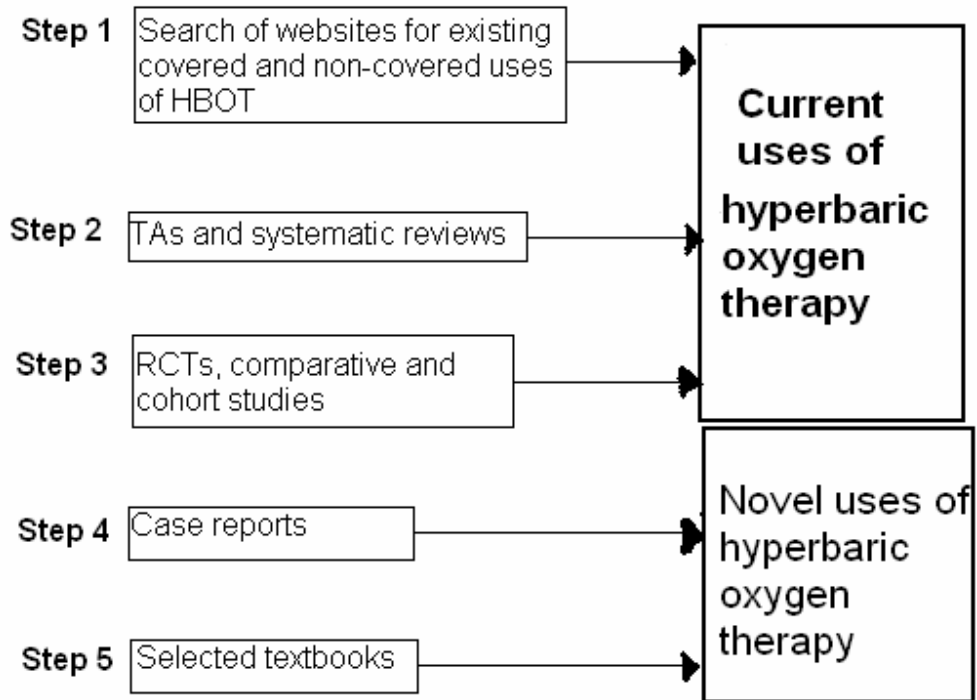 Step 1
Search of websites for existing
covered and non-covered uses
of HBOT
Current
uses of
hyperbaric
oxygen
therapy
Step 2
TAs and systematic reviews
Step 3
RCTs, comparative and
cohort studies
Step 4
Case reports
Novel uses of
hyperbaric
oxygen
therapy
Step 5
Selected textbooks